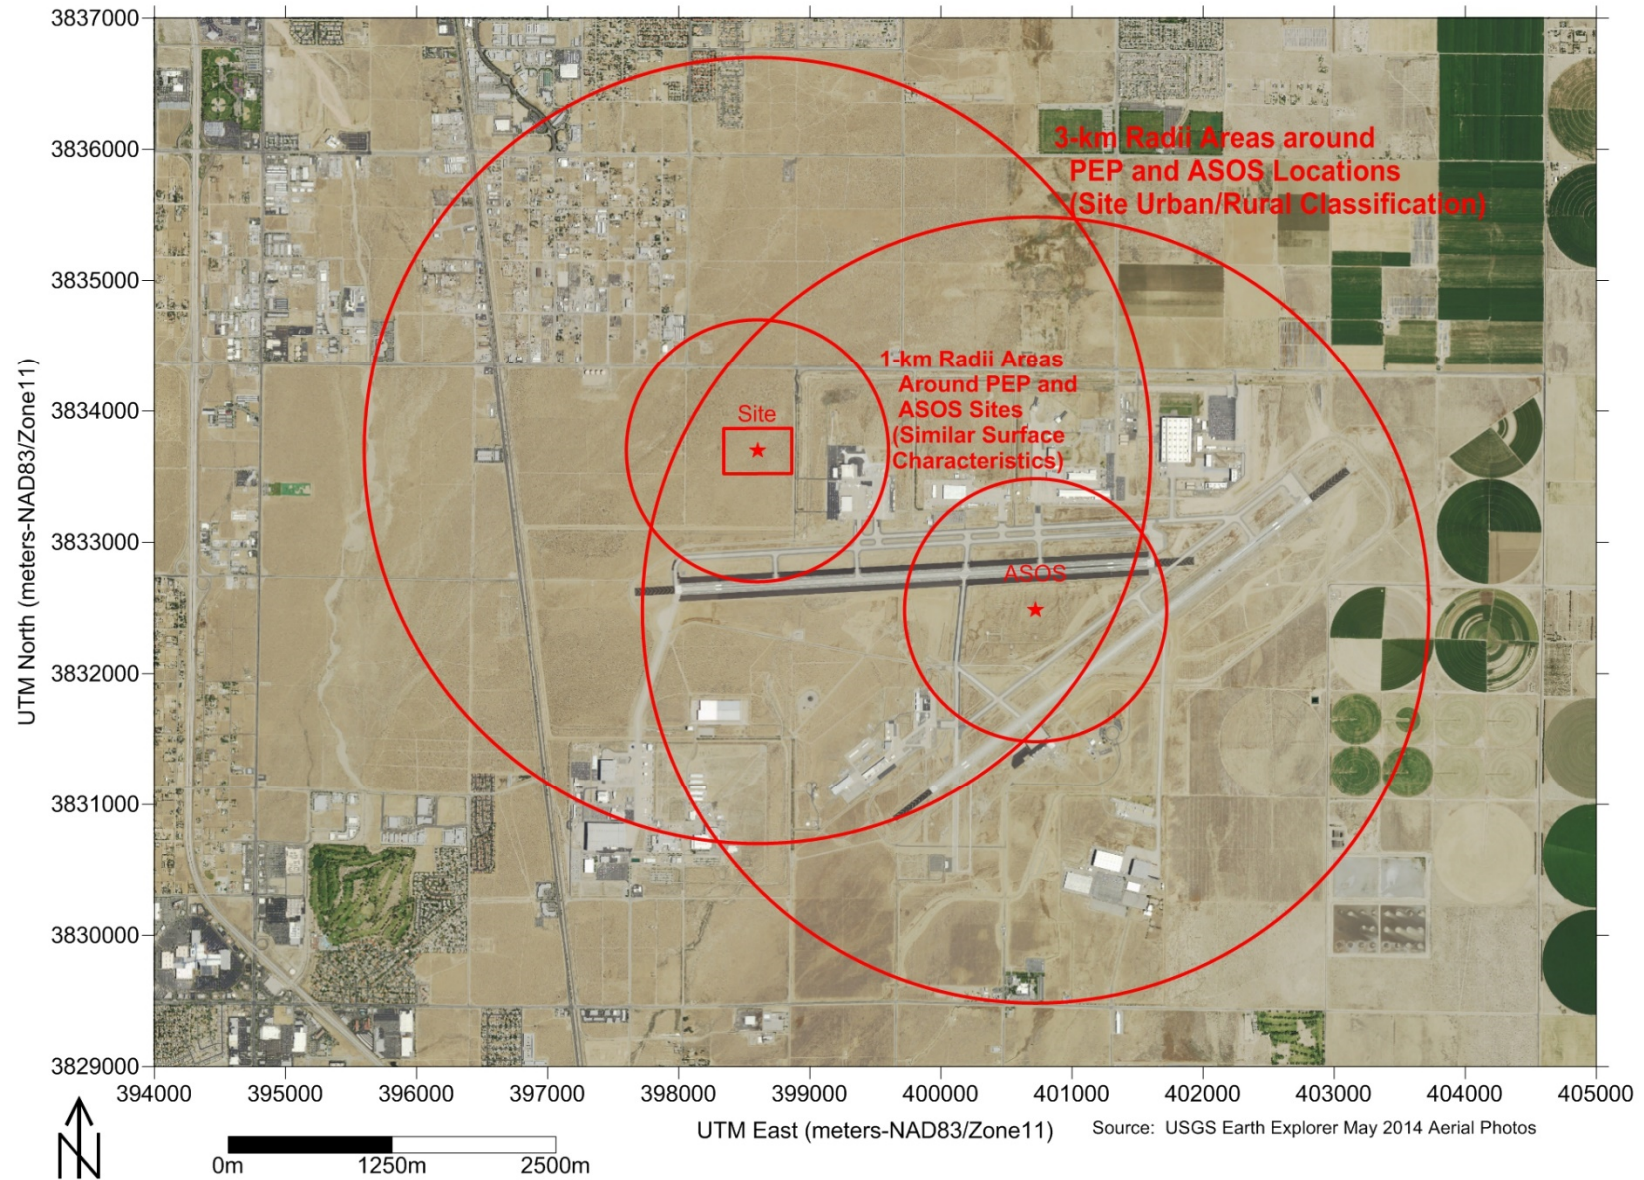 3837000
3836000
3835000
3834000
3833000
3832000
3831000
3830000
3829000
UTM North (meters-NAD83/Zone11)
3-km Radii Areas around
PEP and ASOS Locations
(Site Urban/Rural Classification)
1-km Radii Areas
Around PEP and
ASOS Sites
(Similar Surface
Characteristics)
Site
ASOS
394000 395000 396000 397000 398000 399000 400000 401000 402000 403000 404000 405000
UTM East (meters-NAD83/Zone11)
Source: USGS Earth Explorer May 2014 Aerial Photos
N
0m 1250m 2500m